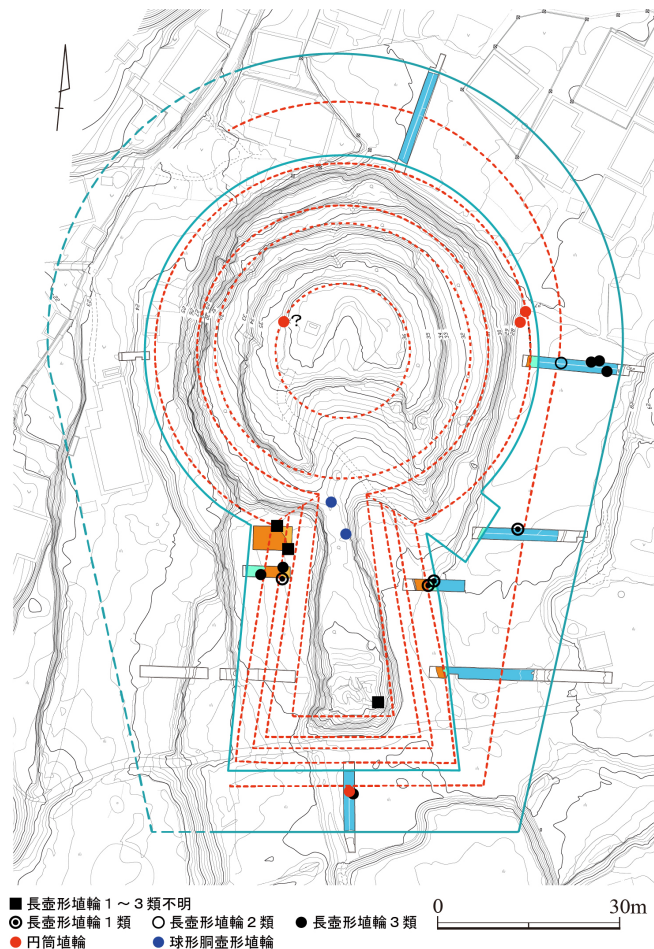 ?
■ 長壺形埴輪１～３類不明
長壺形埴輪１類 ○ 長壺形埴輪２類 ● 長壺形埴輪３類
● 円筒埴輪 ● 球形胴壺形埴輪
0 30m